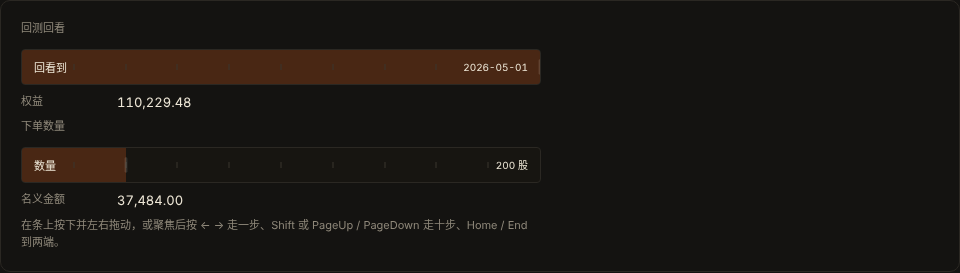 回测回看
回看到 2026-05-01
权益 110,229.48
下单数量
数量 200 股
名义金额 37,484.00
在条上按下并左右拖动，或聚焦后按 ← → 走一步、Shift 或 PageUp / PageDown 走十步、Home / End
到两端。